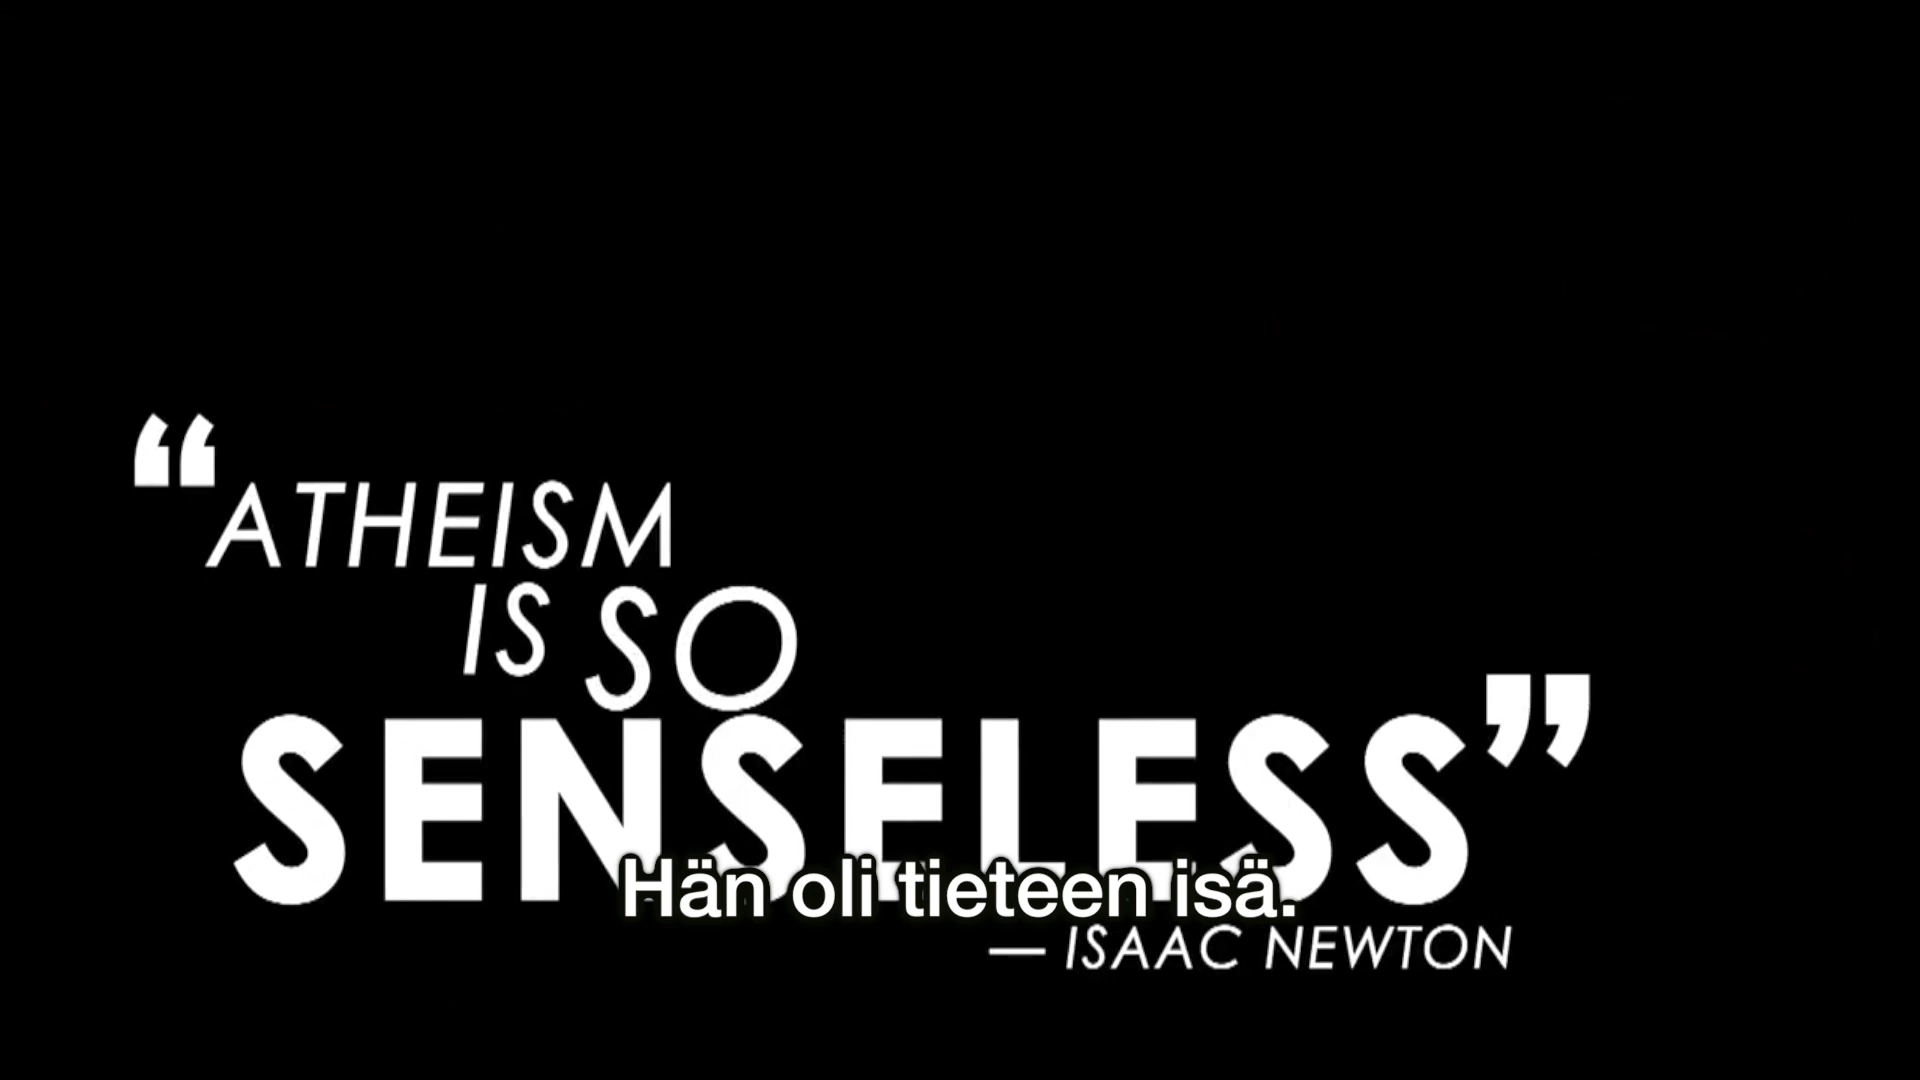 “ATHEISM
IS SO
SENSELESS”
Hän oli tieteen isä.
— ISAAC NEWTON